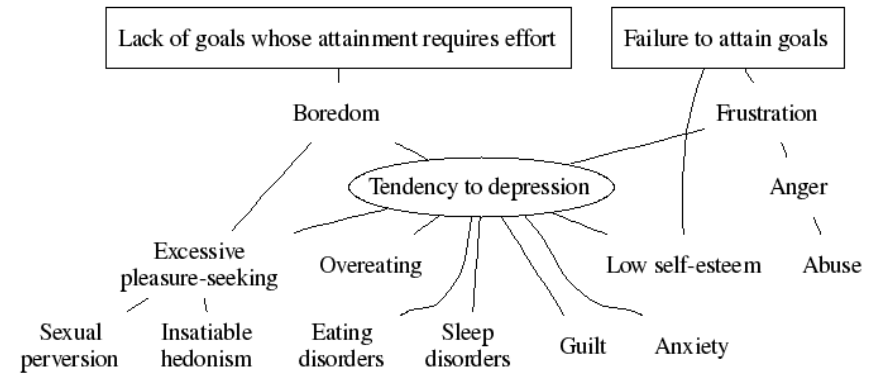 Lack of goals whose attainment requires effort
Failure to attain goals
Boredom
Frustration
Tendency to depression
Anger
Excessive
pleasure-seeking
Overeating
Low self-esteem
Abuse
Sexual
perversion
Insatiable
hedonism
Eating
disorders
Sleep
disorders
Guilt
Anxiety